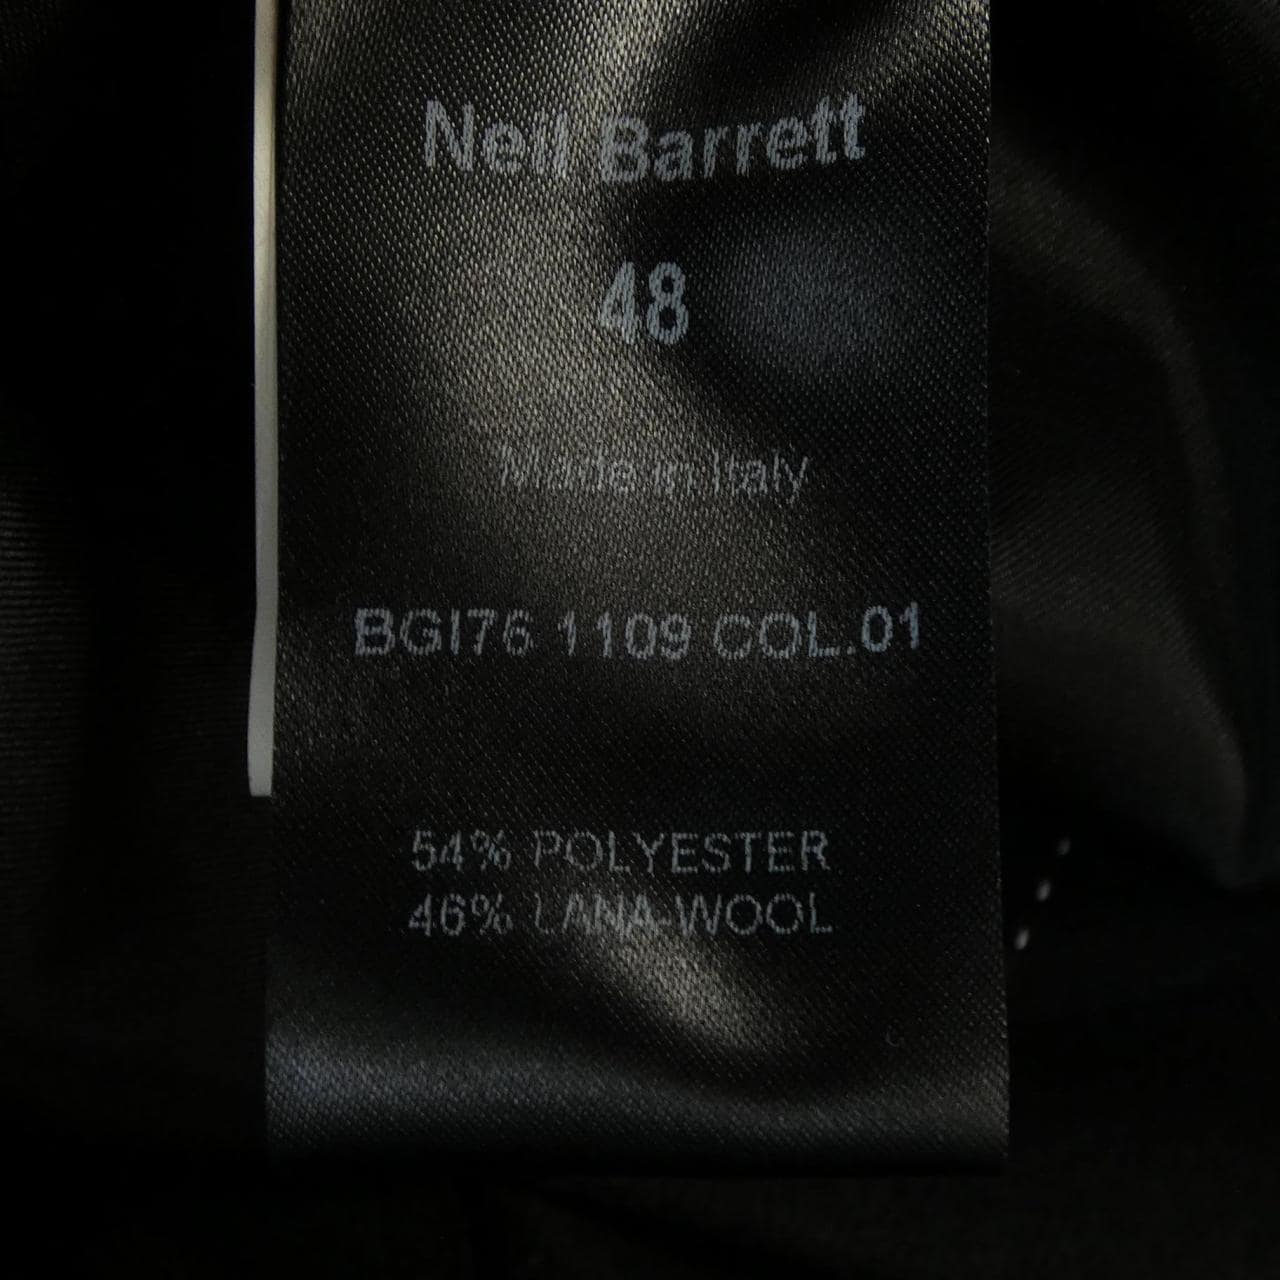 Neil Barrett
48
Made in Italy
BGI76 1109 COL.01
54% POLYESTER
46% LANA-WOOL